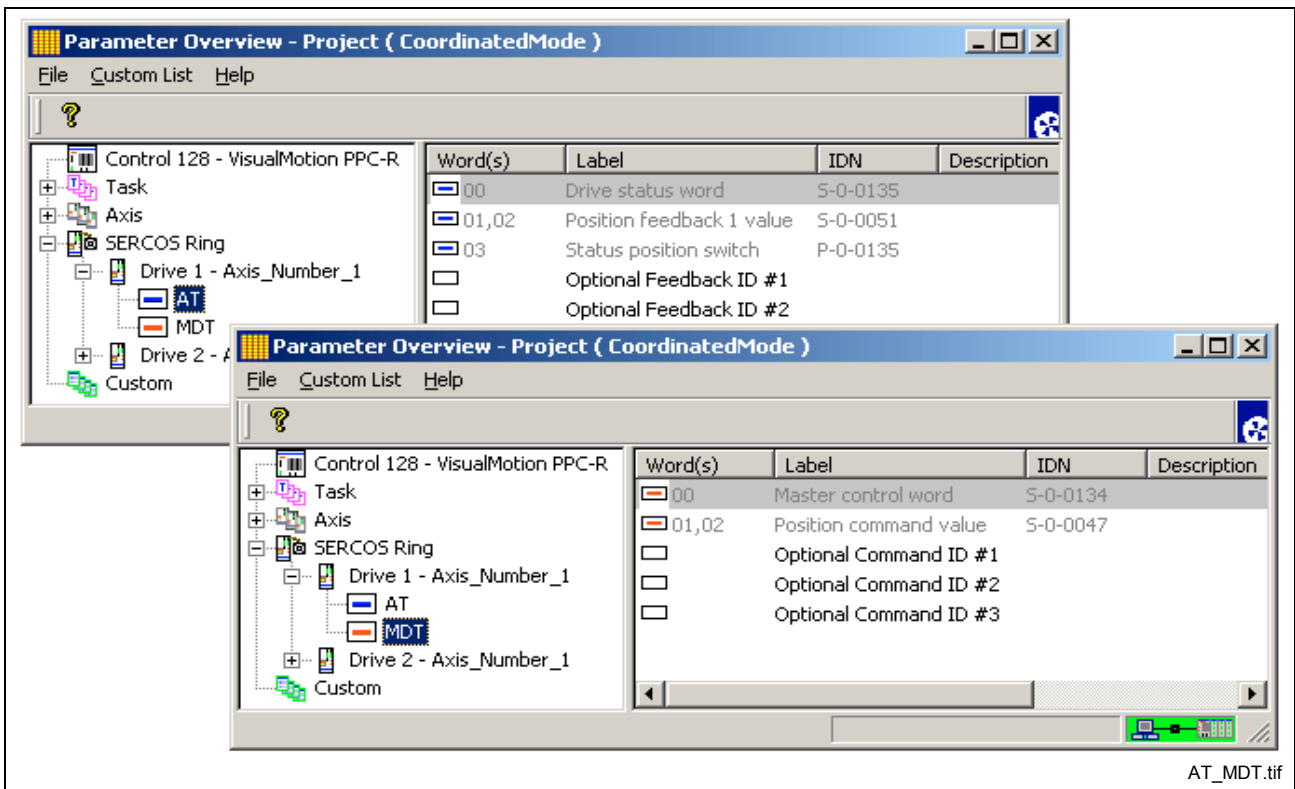 Parameter Overview - Project ( CoordinatedMode )
File Custom List Help
Control 128 - VisualMotion PPC-R
Task
Axis
SERCOS Ring
Drive 1 - Axis_Number_1
AT
MDT
Drive 2 -
Custom
Word(s) Label IDN Description
00 Drive status word S-0-0135
01,02 Position feedback 1 value S-0-0051
03 Status position switch P-0-0135
Optional Feedback ID #1
Optional Feedback ID #2
Parameter Overview - Project ( CoordinatedMode )
File Custom List Help
Control 128 - VisualMotion PPC-R
Task
Axis
SERCOS Ring
Drive 1 - Axis_Number_1
AT
MDT
Drive 2 - Axis_Number_1
Custom
Word(s) Label IDN Description
00 Master control word S-0-0134
01,02 Position command value S-0-0047
Optional Command ID #1
Optional Command ID #2
Optional Command ID #3
AT_MDT.tif